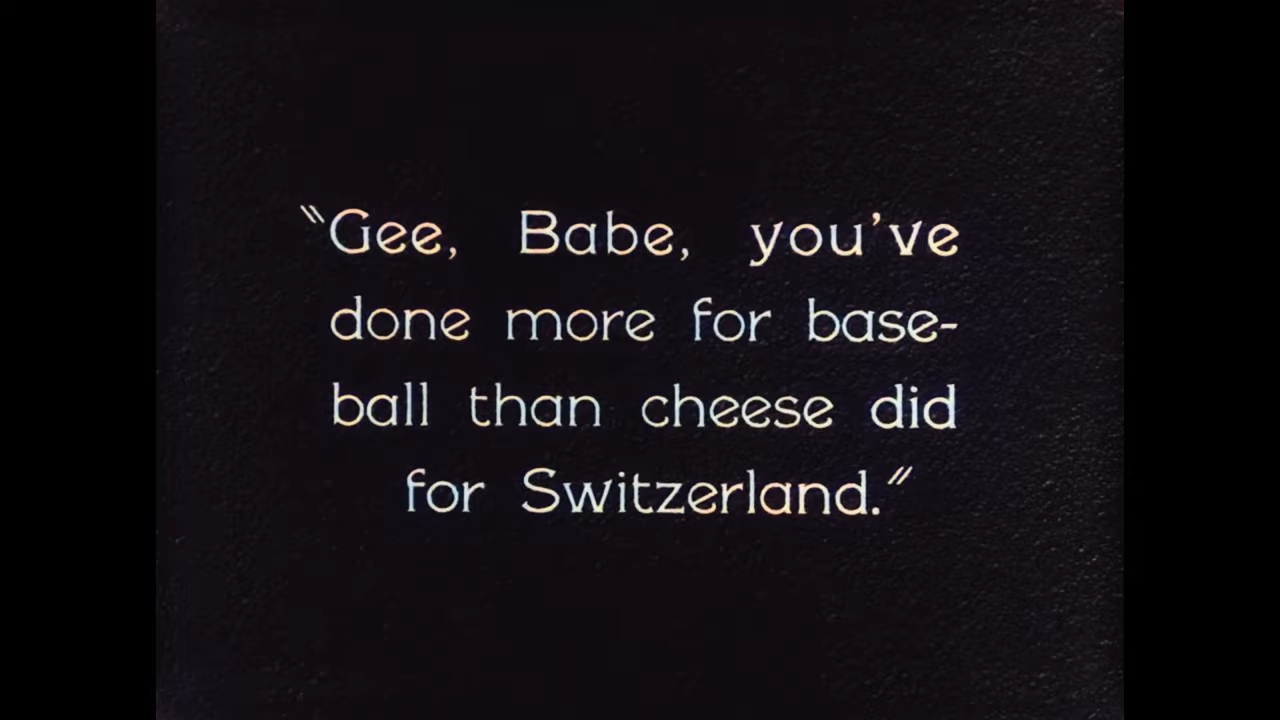 "Gee, Babe, you've
done more for base-
ball than cheese did
for Switzerland."